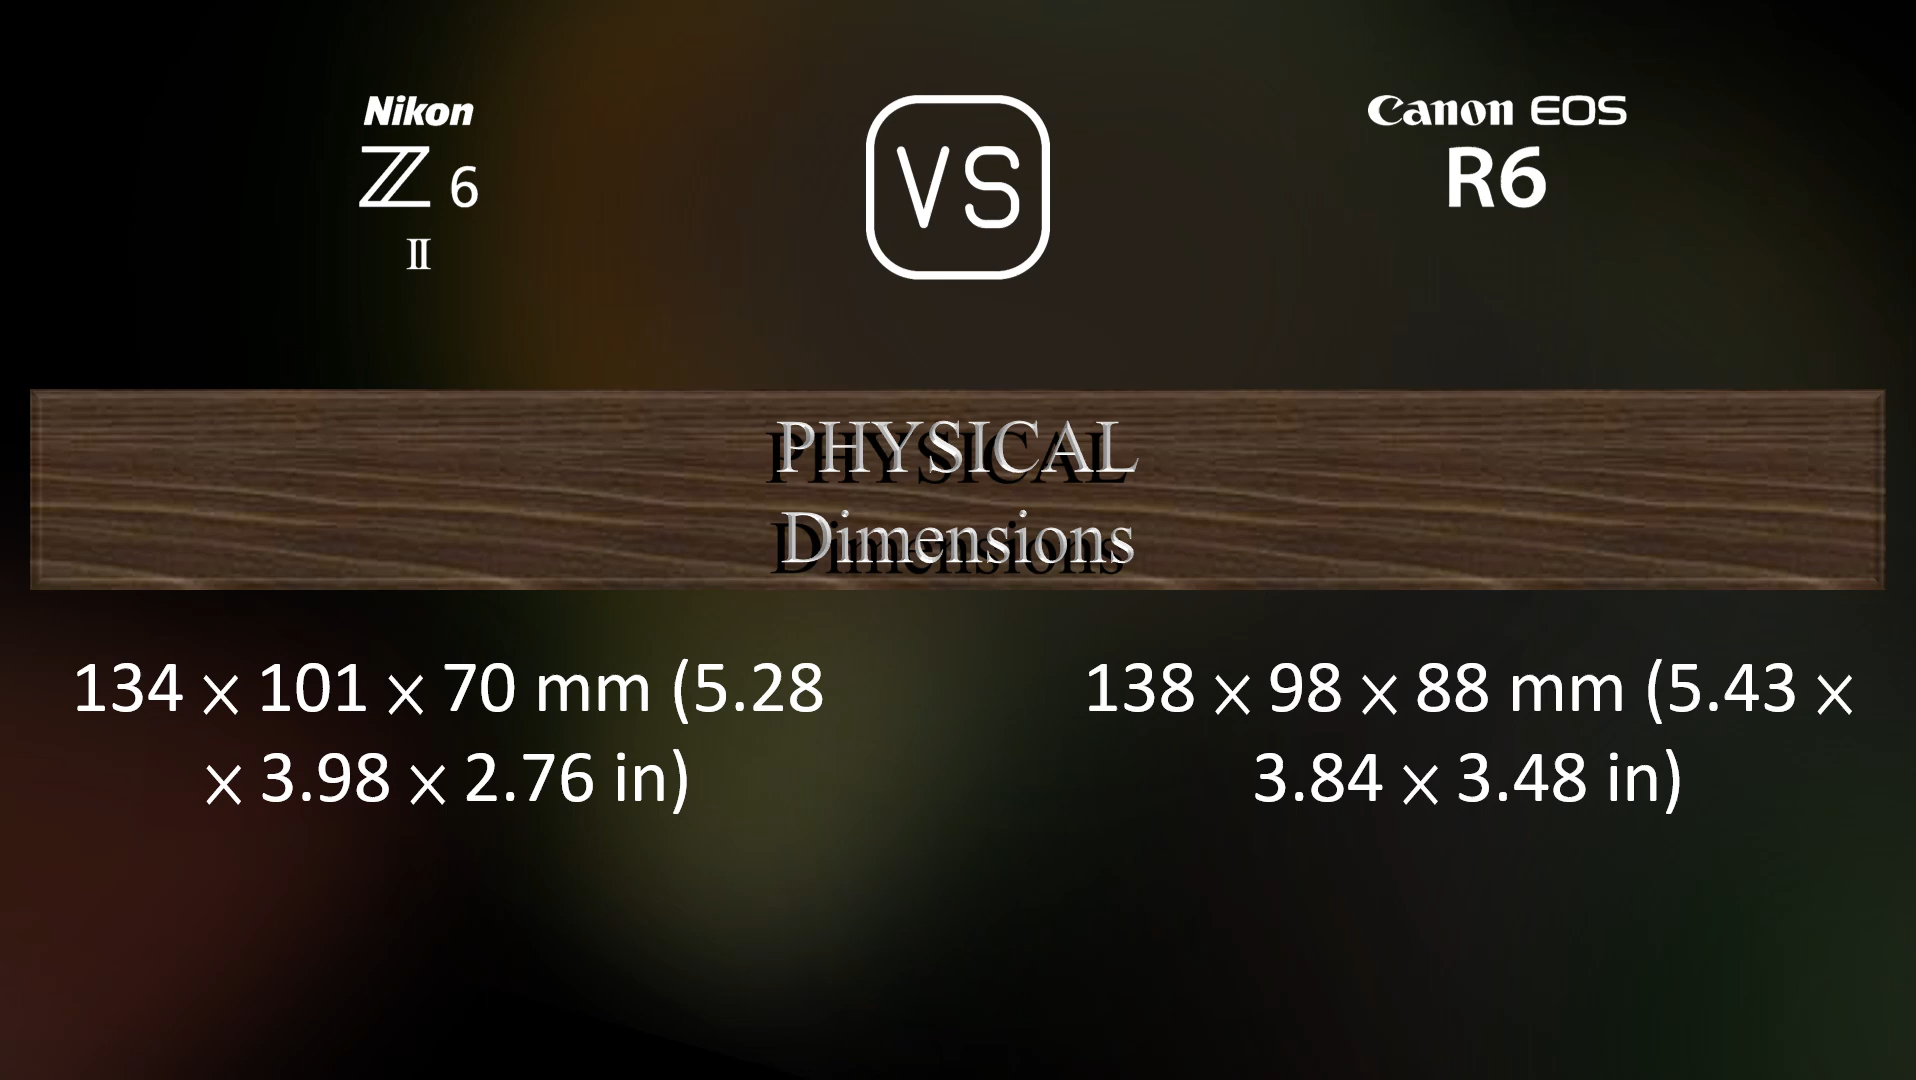 Nikon
Z 6
II
VS
Canon EOS
R6
PHYSICAL
Dimensions
134 x 101 x 70 mm (5.28
x 3.98 x 2.76 in)
138 x 98 x 88 mm (5.43 x
3.84 x 3.48 in)